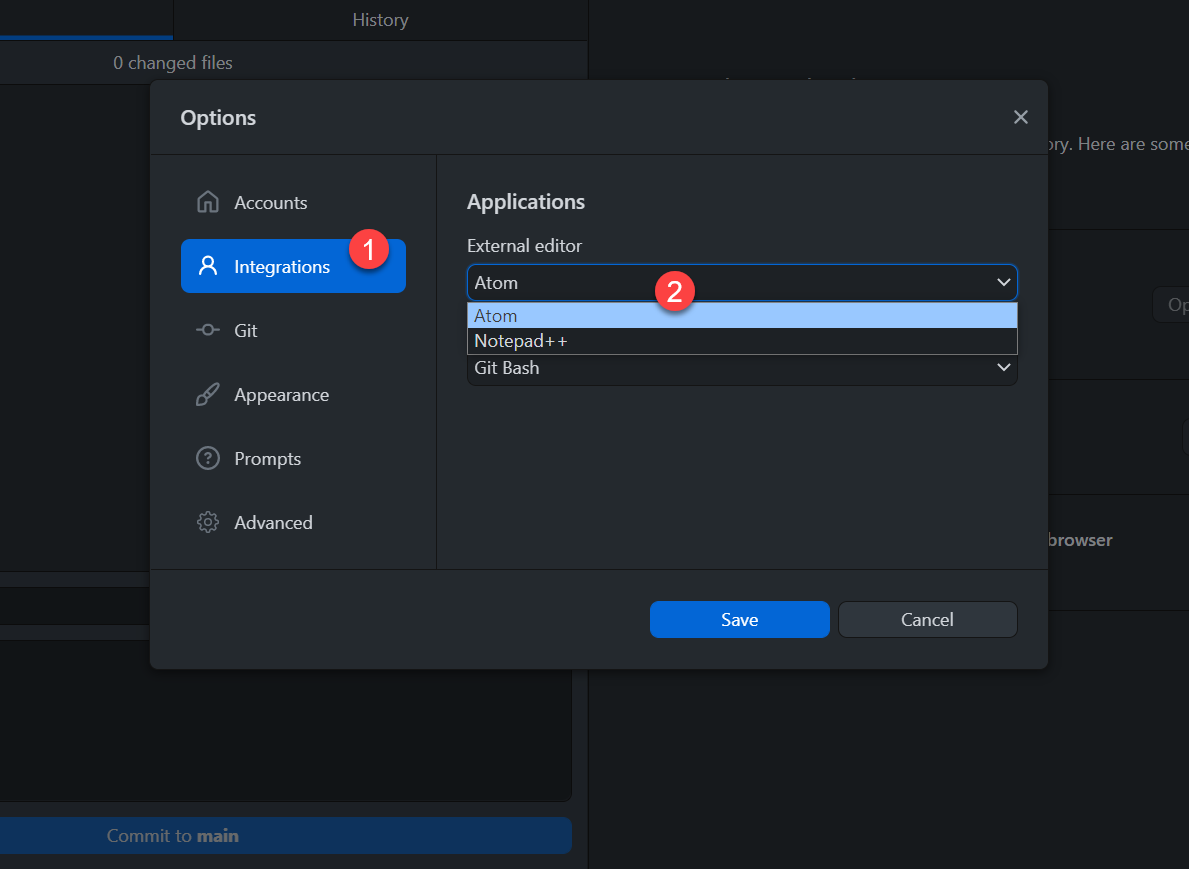 History
0 changed files
Options
ory. Here are some
Accounts
1
Integrations
Git
Appearance
Prompts
Advanced
Applications
External editor
Atom
2
Atom
Notepad++
Git Bash
Op
browser
Save
Cancel
Commit to main